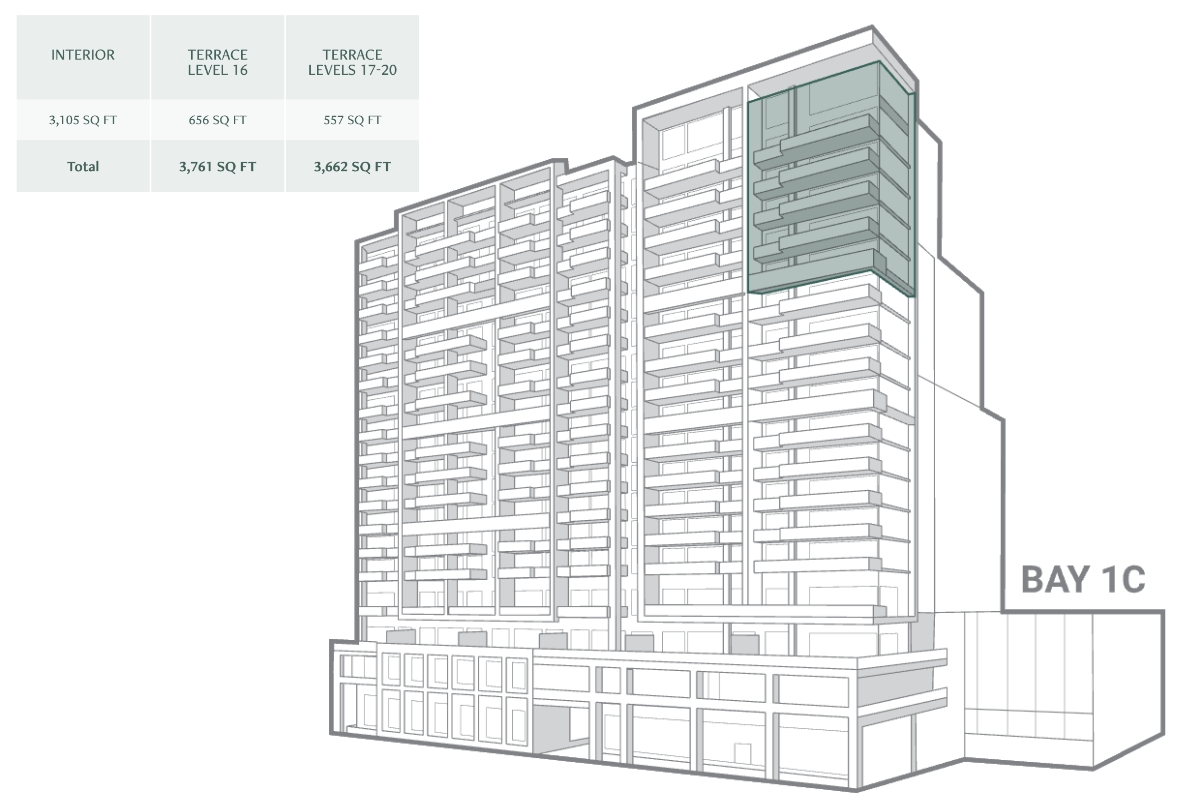 INTERIOR
TERRACE
LEVEL 16
TERRACE
LEVELS 17-20
3,105 SQ FT
656 SQ FT
557 SQ FT
Total
3,761 SQ FT
3,662 SQ FT
BAY 1C